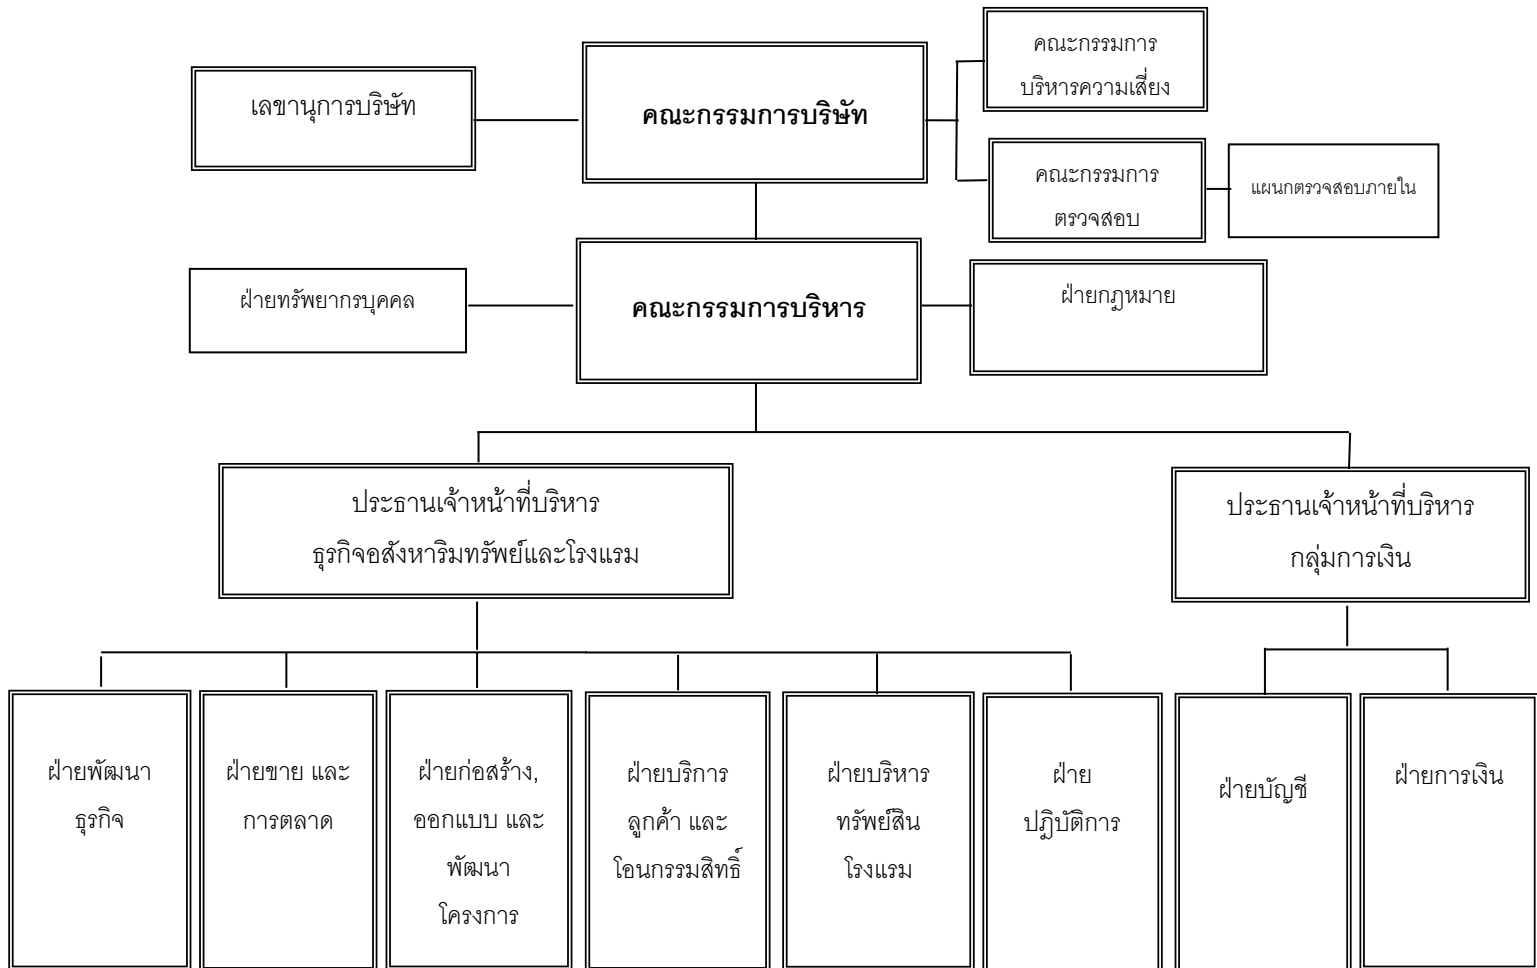 คณะกรรมการ
บริหารความเสี่ยง
เลขานุการบริษัท
คณะกรรมการบริษัท
คณะกรรมการ
ตรวจสอบ
แผนกตรวจสอบภายใน
ฝ่ายทรัพยากรบุคคล
คณะกรรมการบริหาร
ฝ่ายกฎหมาย
ประธานเจ้าหน้าที่บริหาร
ธุรกิจอสังหาริมทรัพย์และโรงแรม
ประธานเจ้าหน้าที่บริหาร
กลุ่มการเงิน
ฝ่ายพัฒนา
ธุรกิจ
ฝ่ายขาย และ
การตลาด
ฝ่ายก่อสร้าง,
ออกแบบ และ
พัฒนา
โครงการ
ฝ่ายบริการ
ลูกค้า และ
โอนกรรมสิทธิ์
ฝ่ายบริหาร
ทรัพย์สิน
โรงแรม
ฝ่าย
ปฏิบัติการ
ฝ่ายบัญชี
ฝ่ายการเงิน